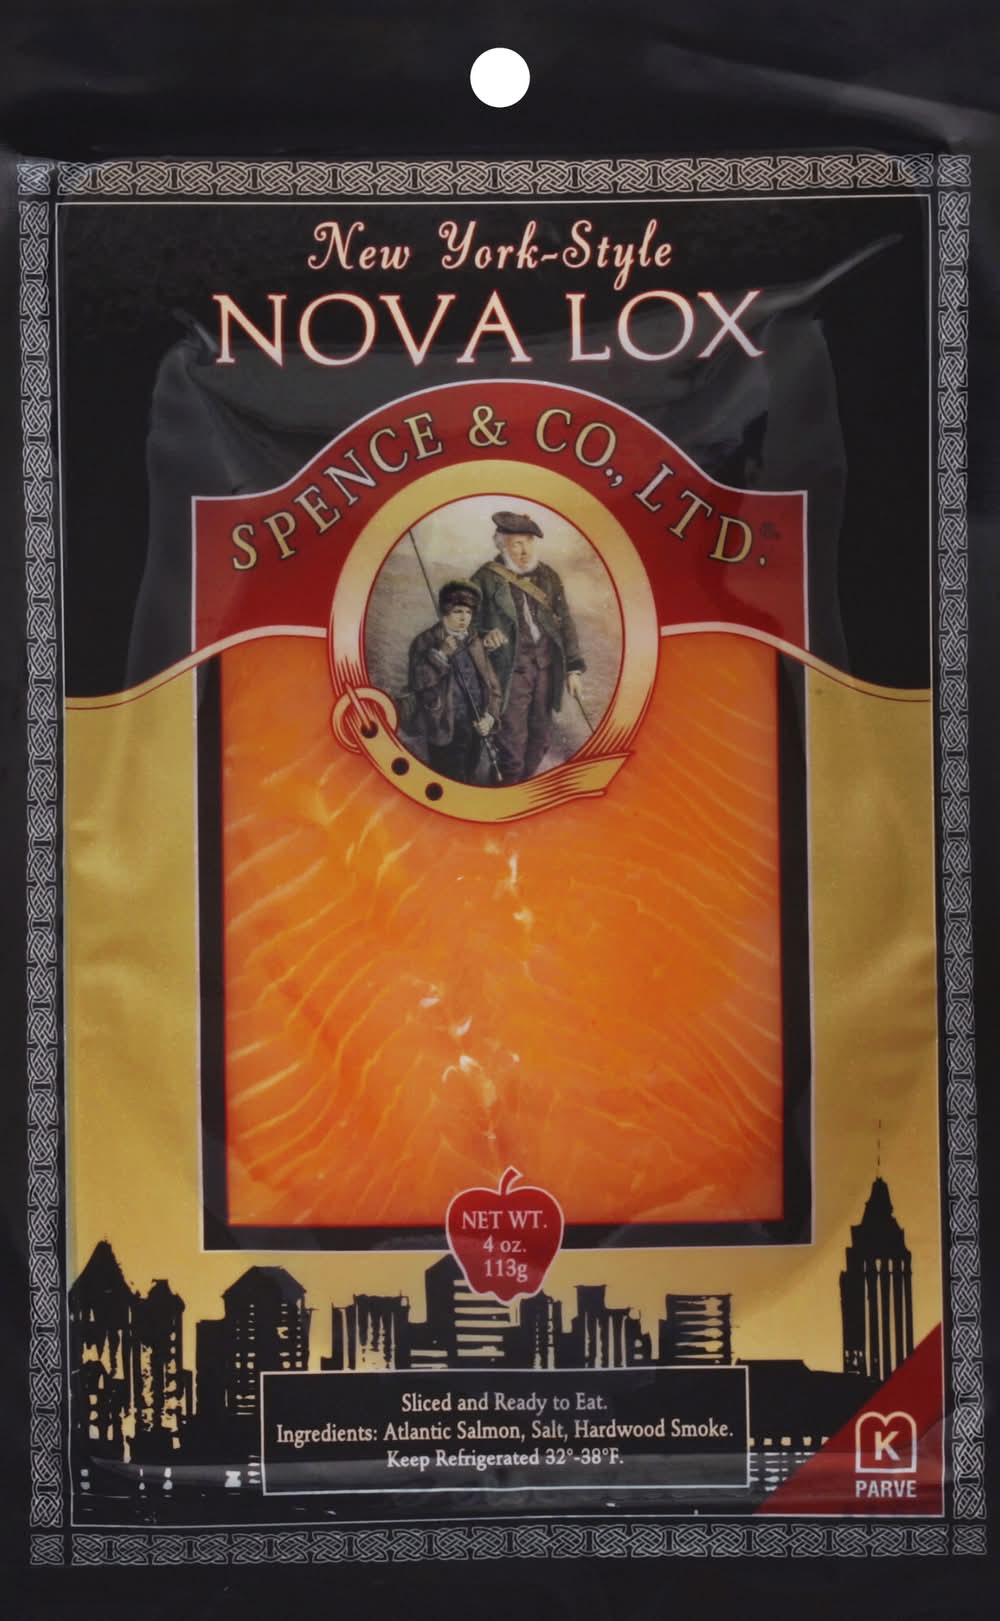 New York-Style
NOVA LOX
SPENCE & CO., LTD.®
NET WT.
4 oz.
113g
Sliced and Ready to Eat.
Ingredients: Atlantic Salmon, Salt, Hardwood Smoke.
Keep Refrigerated 32°-38°F.
K
PARVE